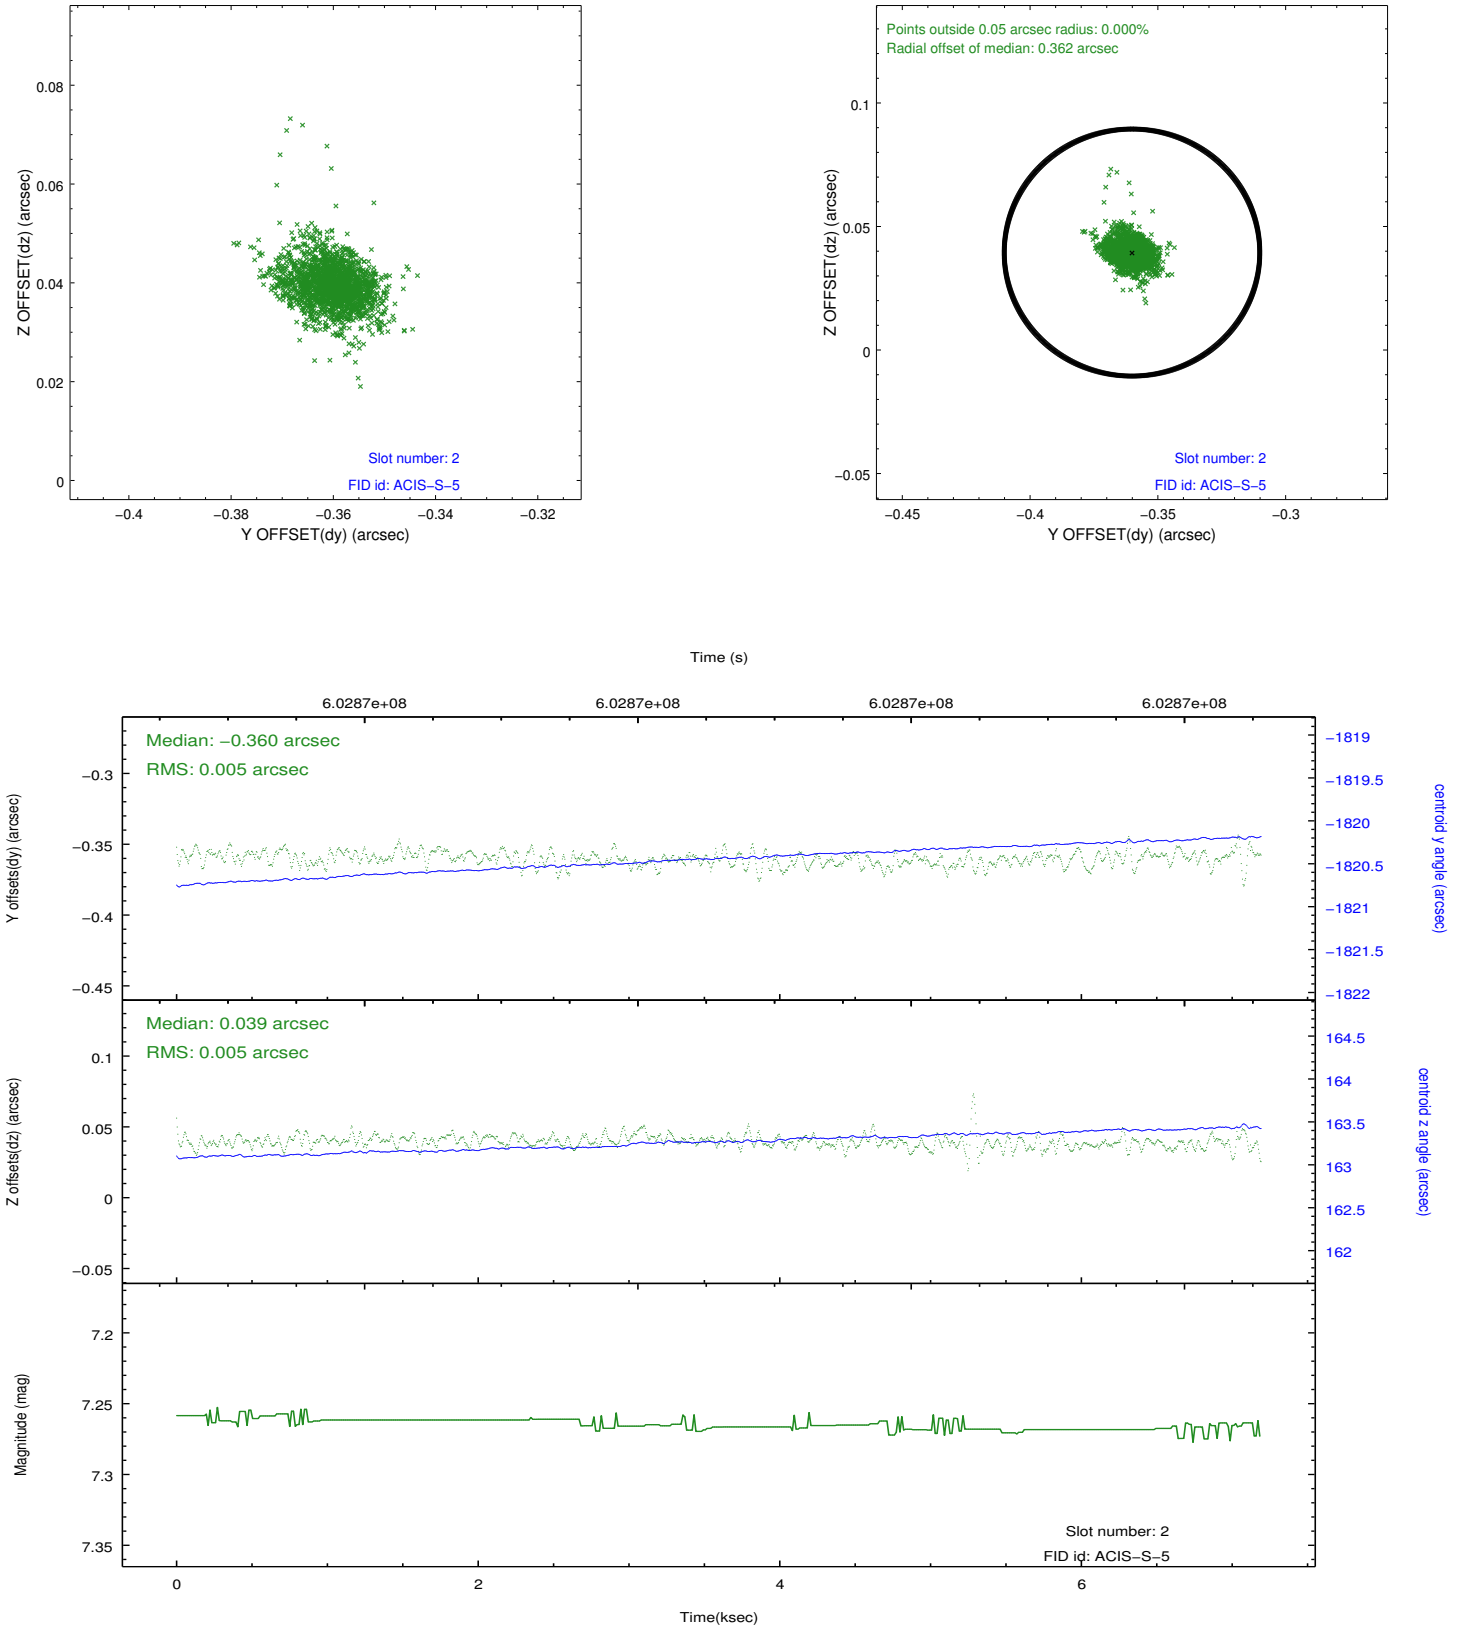 0.08
0.06
0.04
0.02
0
Z OFFSET(dz) (arcsec)
Slot number: 2
FID id: ACIS−S−5
−0.4
−0.38
−0.36
−0.34
−0.32
Y OFFSET(dy) (arcsec)
Points outside 0.05 arcsec radius: 0.000%
Radial offset of median: 0.362 arcsec
0.1
0.05
0
−0.05
Z OFFSET(dz) (arcsec)
Slot number: 2
FID id: ACIS−S−5
−0.45
−0.4
−0.35
−0.3
Y OFFSET(dy) (arcsec)
Time (s)
6.0287e+08
6.0287e+08
6.0287e+08
6.0287e+08
Median: −0.360 arcsec
RMS: 0.005 arcsec
−0.3
−0.35
−0.4
−0.45
Y offsets(dy) (arcsec)
−1819
−1819.5
−1820
−1820.5
−1821
−1821.5
−1822
centroid y angle (arcsec)
Median: 0.039 arcsec
RMS: 0.005 arcsec
0.1
0.05
0
−0.05
Z offsets(dz) (arcsec)
164.5
164
163.5
163
162.5
162
centroid z angle (arcsec)
7.2
7.25
7.3
7.35
Magnitude (mag)
Slot number: 2
FID id: ACIS−S−5
0
2
4
6
Time(ksec)